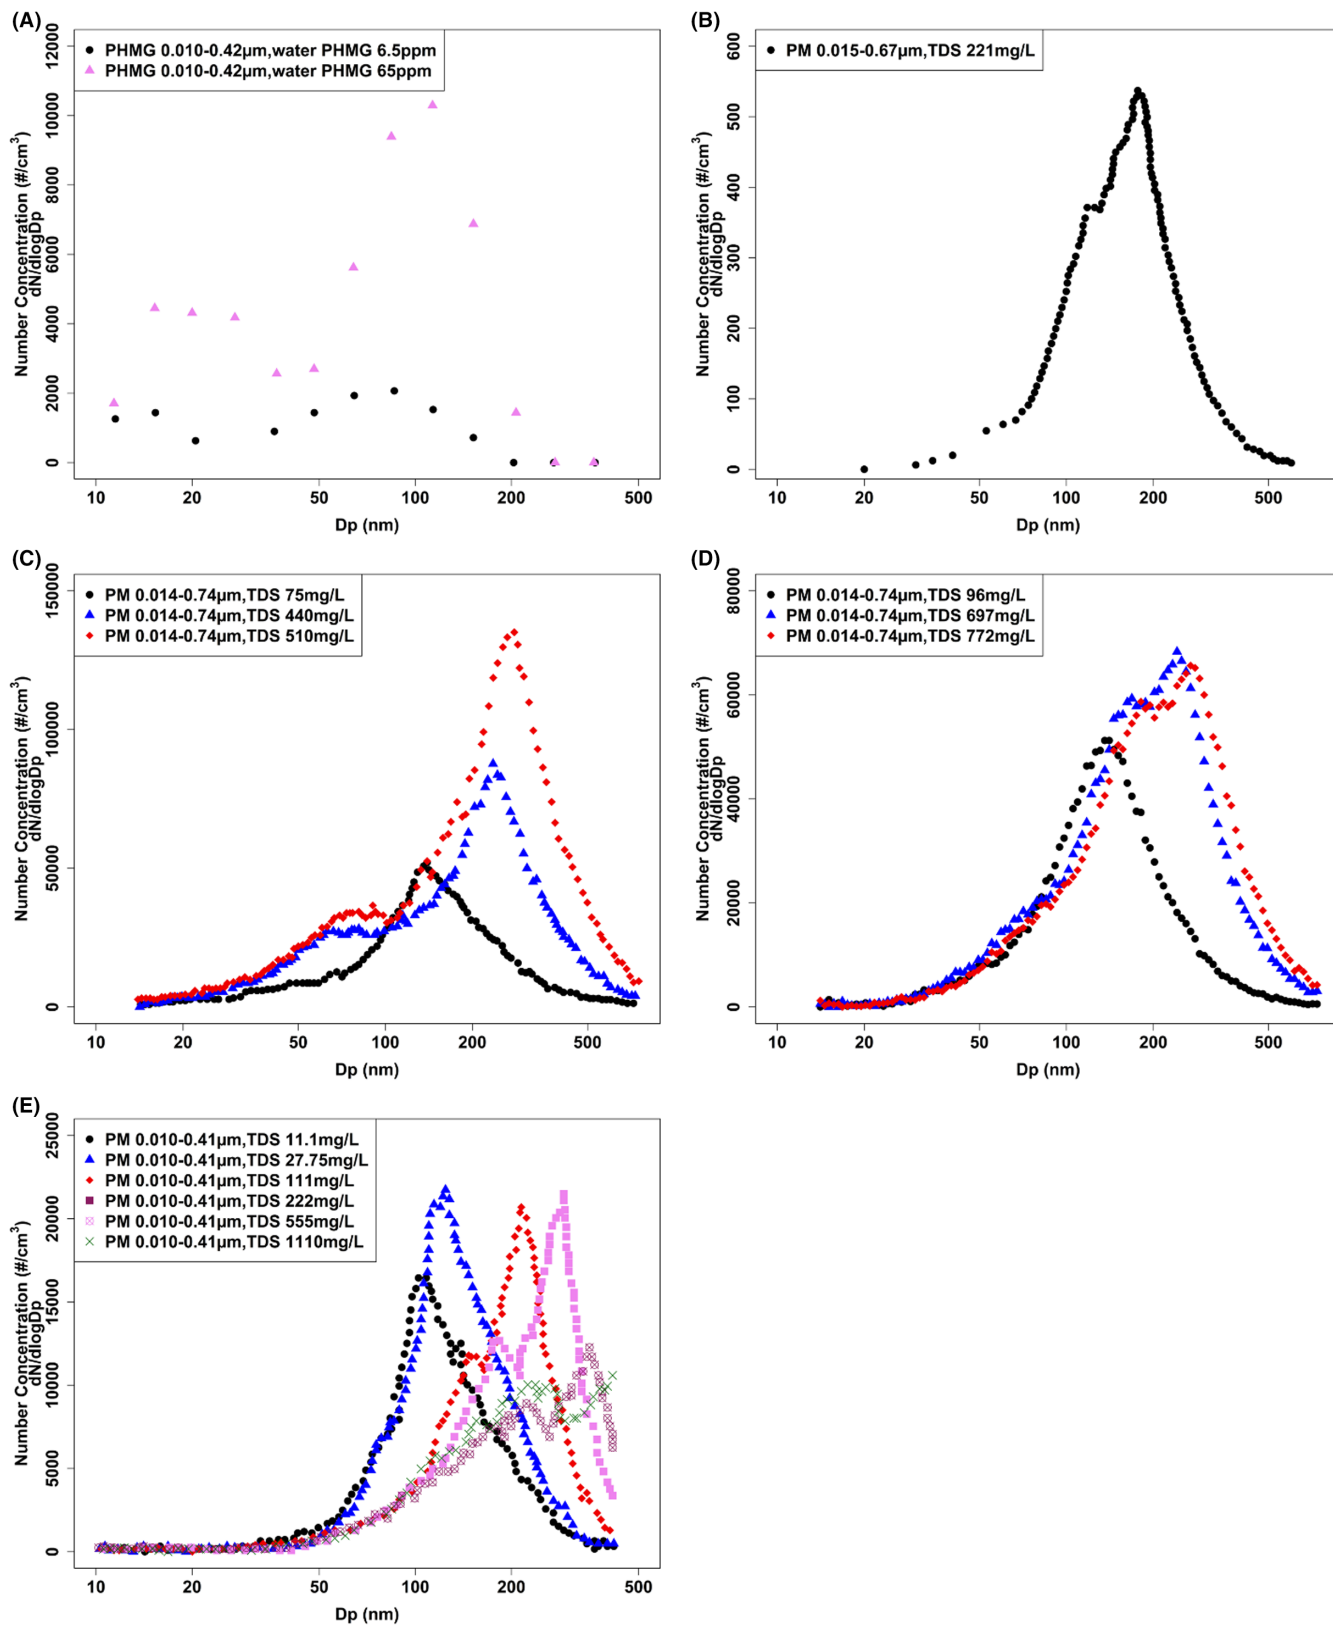 (A)
PHMG 0.010-0.42µm,water PHMG 6.5ppm
PHMG 0.010-0.42µm,water PHMG 65ppm
Number Concentration (#/cm³)
dN/dlogDp
12000
10000
8000
6000
4000
2000
0
10 50 100 200 500
Dp (nm)
(B)
PM 0.015-0.67µm,TDS 221mg/L
Number Concentration (#/cm³)
dN/dlogDp
600
500
400
300
200
100
0
10 50 100 200 500
Dp (nm)
(C)
PM 0.014-0.74µm,TDS 75mg/L
PM 0.014-0.74µm,TDS 440mg/L
PM 0.014-0.74µm,TDS 510mg/L
Number Concentration (#/cm³)
dN/dlogDp
150000
100000
50000
0
10 20 50 100 200 500
Dp (nm)
(D)
PM 0.014-0.74µm,TDS 96mg/L
PM 0.014-0.74µm,TDS 697mg/L
PM 0.014-0.74µm,TDS 772mg/L
Number Concentration (#/cm³)
dN/dlogDp
80000
60000
40000
20000
0
10 50 100 200 500
Dp (nm)
(E)
PM 0.010-0.41µm,TDS 11.1mg/L
PM 0.010-0.41µm,TDS 27.75mg/L
PM 0.010-0.41µm,TDS 111mg/L
PM 0.010-0.41µm,TDS 222mg/L
PM 0.010-0.41µm,TDS 555mg/L
PM 0.010-0.41µm,TDS 1110mg/L
Number Concentration (#/cm³)
dN/dlogDp
25000
20000
15000
10000
5000
0
10 50 100 200 500
Dp (nm)